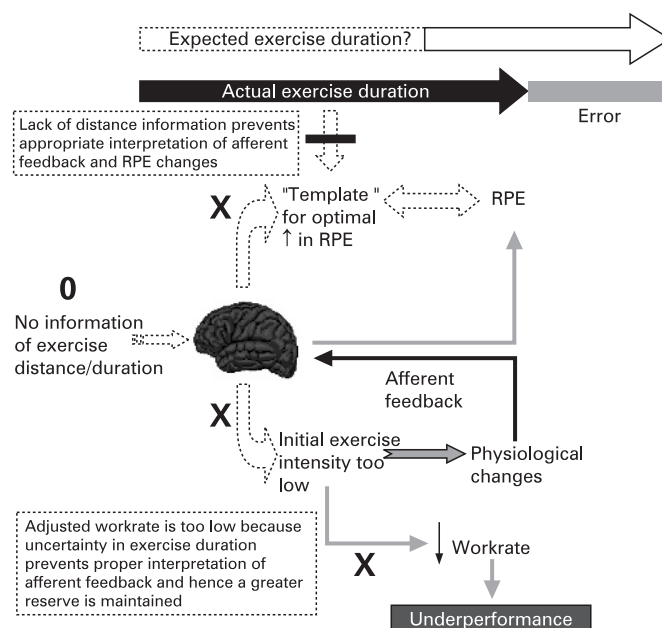 Expected exercise duration?
Actual exercise duration
Error
Lack of distance information prevents
appropriate interpretation of afferent
feedback and RPE changes
X
"Template "
for optimal
↑ in RPE
RPE
0
No information
of exercise
distance/duration
Afferent
feedback
X
Initial exercise
intensity too
low
Physiological
changes
Adjusted workrate is too low because
uncertainty in exercise duration
prevents proper interpretation of
afferent feedback and hence a greater
reserve is maintained
X
↓ Workrate
Underperformance